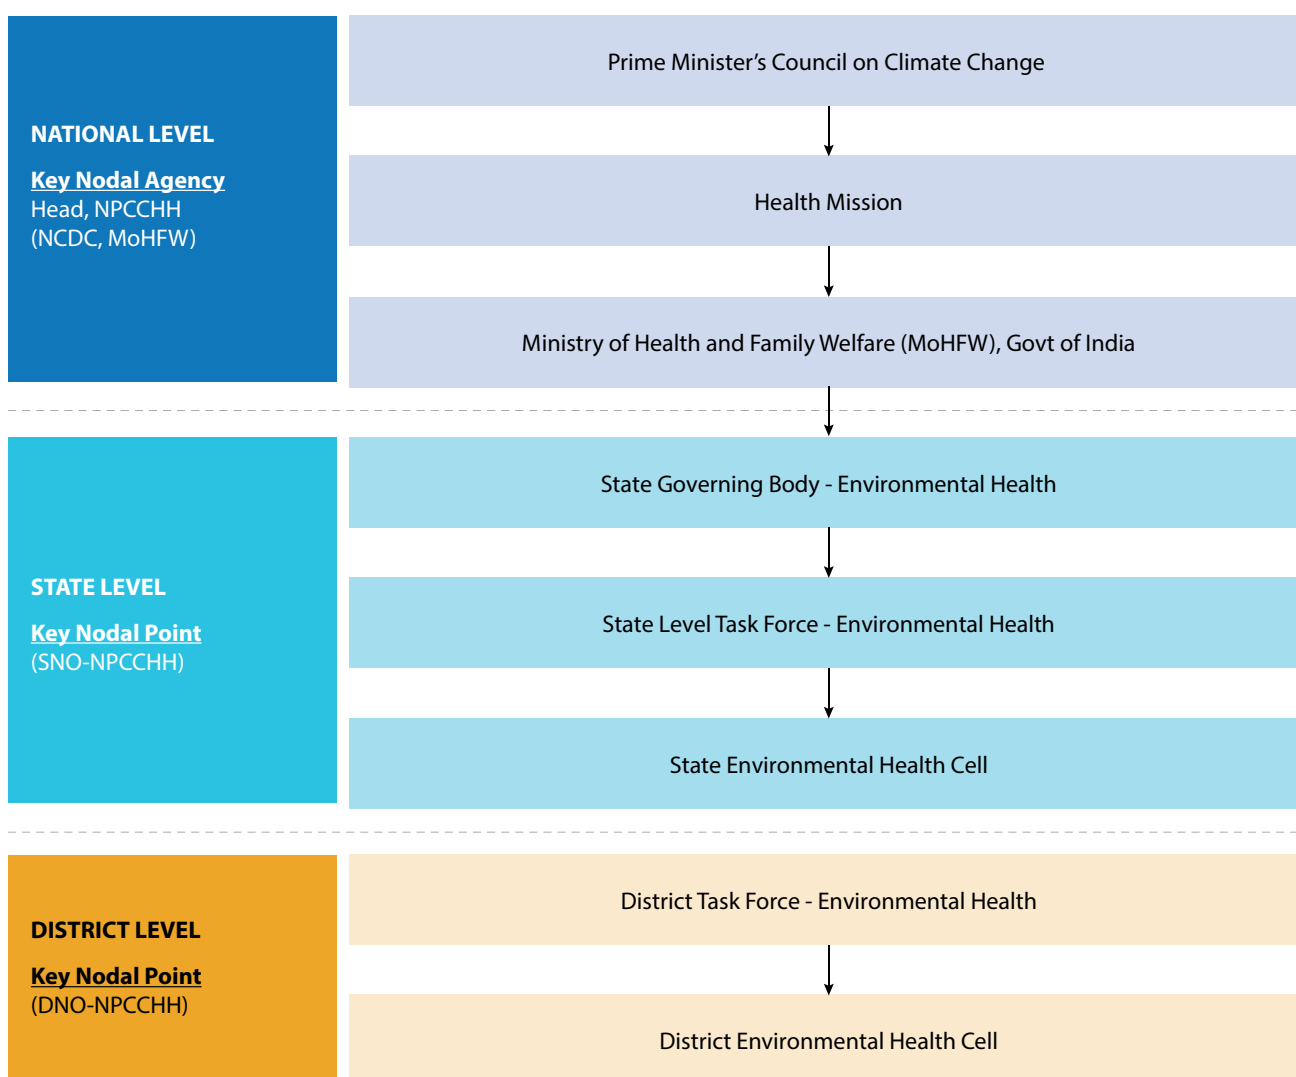 NATIONAL LEVEL
Key Nodal Agency
Head, NPCCHH
(NCDC, MoHFW)
Prime Minister’s Council on Climate Change
Health Mission
Ministry of Health and Family Welfare (MoHFW), Govt of India
STATE LEVEL
Key Nodal Point
(SNO-NPCCHH)
State Governing Body - Environmental Health
State Level Task Force - Environmental Health
State Environmental Health Cell
DISTRICT LEVEL
Key Nodal Point
(DNO-NPCCHH)
District Task Force - Environmental Health
District Environmental Health Cell